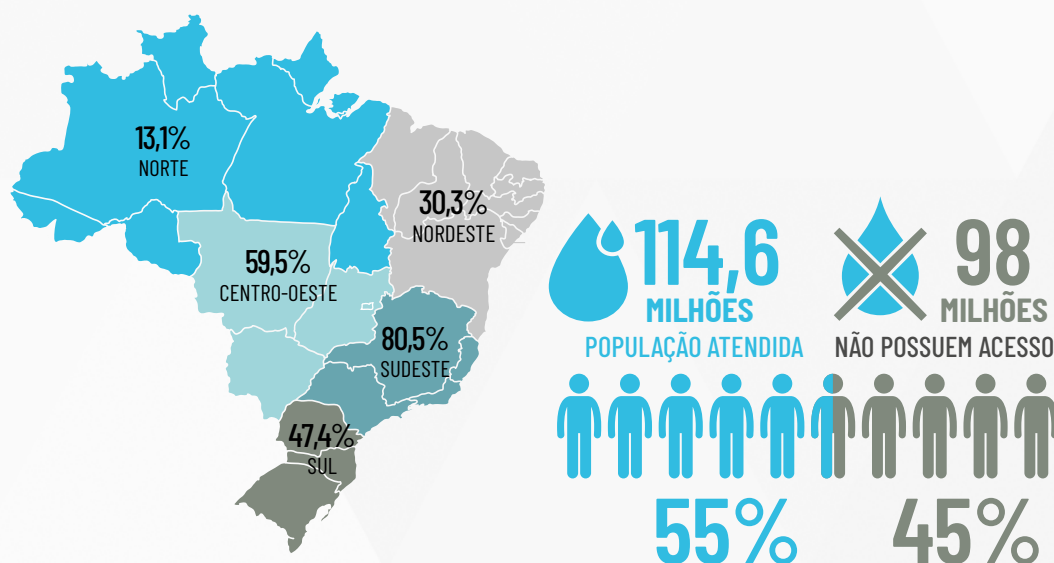 13,1%
NORTE
30,3%
NORDESTE
59,5%
CENTRO-OESTE
80,5%
SUDESTE
47,4%
SUL
114,6
MILHÕES
POPULAÇÃO ATENDIDA
98
MILHÕES
NÃO POSSUEM ACESSO
55%
45%